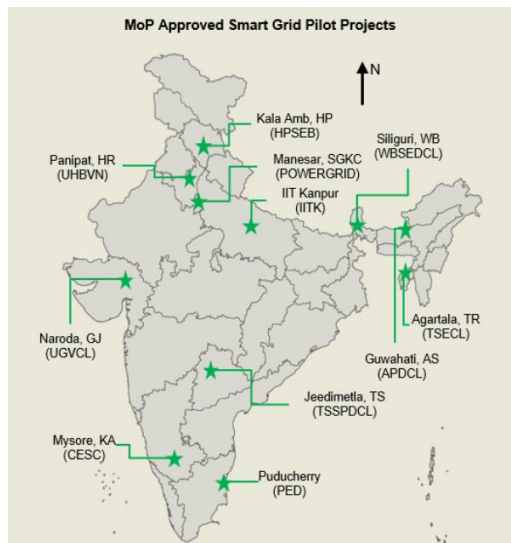 MoP Approved Smart Grid Pilot Projects
N
Kala Amb, HP
(HPSEB)
Siliguri, WB
(WBSEDCL)
Panipat, HR
(UHBVN)
Manesar, SGKC
(POWERGRID)
IIT Kanpur
(IITK)
Naroda, GJ
(UGVCL)
Agartala, TR
(TSECL)
Guwahati, AS
(APDCL)
Jeedimetla, TS
(TSSPDCL)
Mysore, KA
(CESC)
Puducherry
(PED)